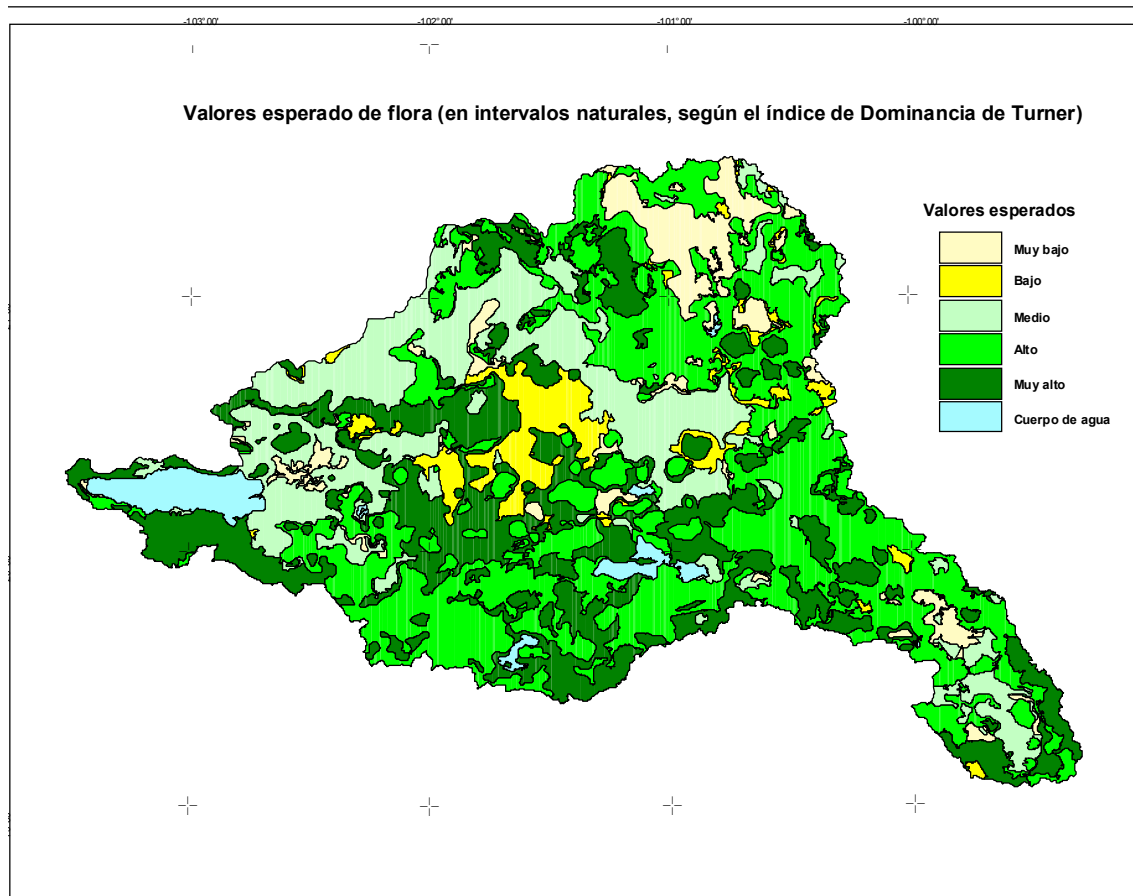 -103°00' -102°00' -101°00' -100°00'
Valores esperado de flora (en intervalos naturales, según el índice de Dominancia de Turner)
Valores esperados
Muy bajo
Bajo
Medio
Alto
Muy alto
Cuerpo de agua